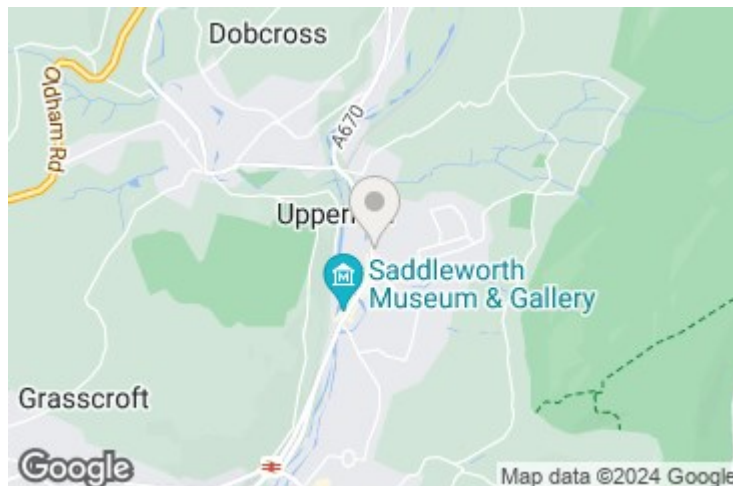 Dobcross
Oldham Rd
A670
Saddleworth
Museum & Gallery
M
Grasscroft
Google
Map data ©2024 Google